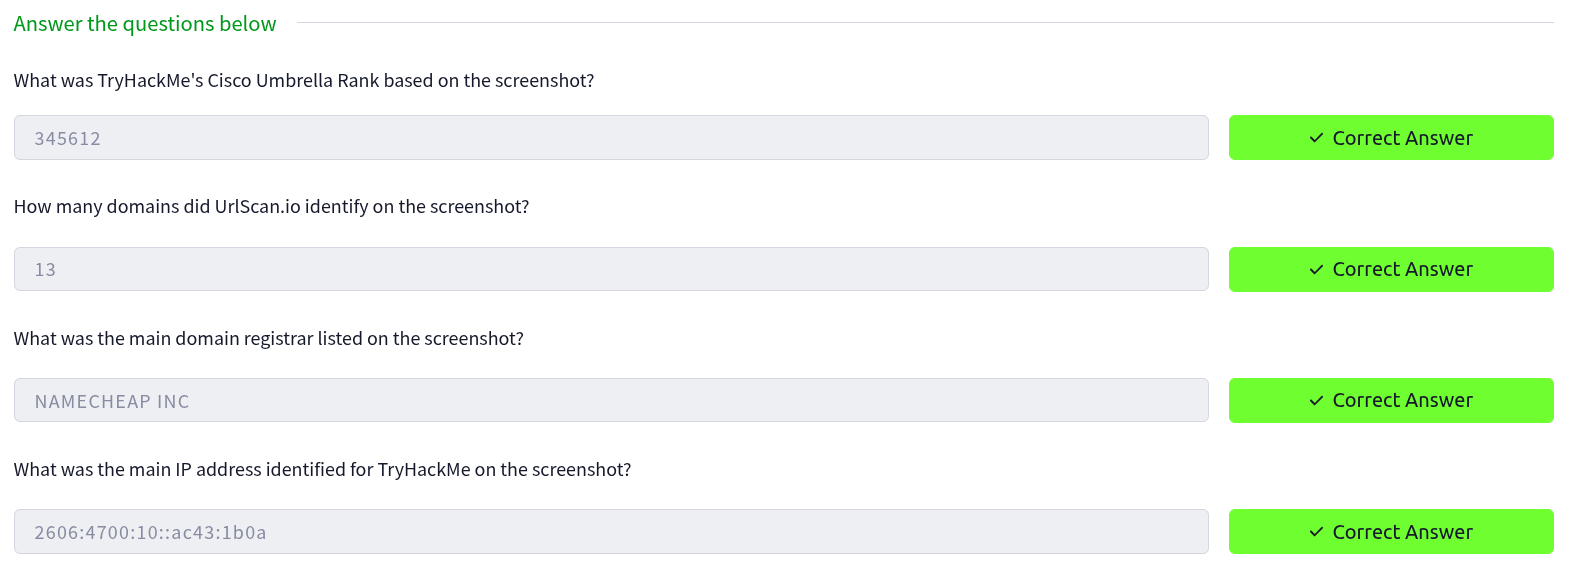 Answer the questions below
What was TryHackMe's Cisco Umbrella Rank based on the screenshot?
345612
Correct Answer
How many domains did UrlScan.io identify on the screenshot?
13
Correct Answer
What was the main domain registrar listed on the screenshot?
NAMECHEAP INC
Correct Answer
What was the main IP address identified for TryHackMe on the screenshot?
2606:4700:10::ac43:1b0a
Correct Answer